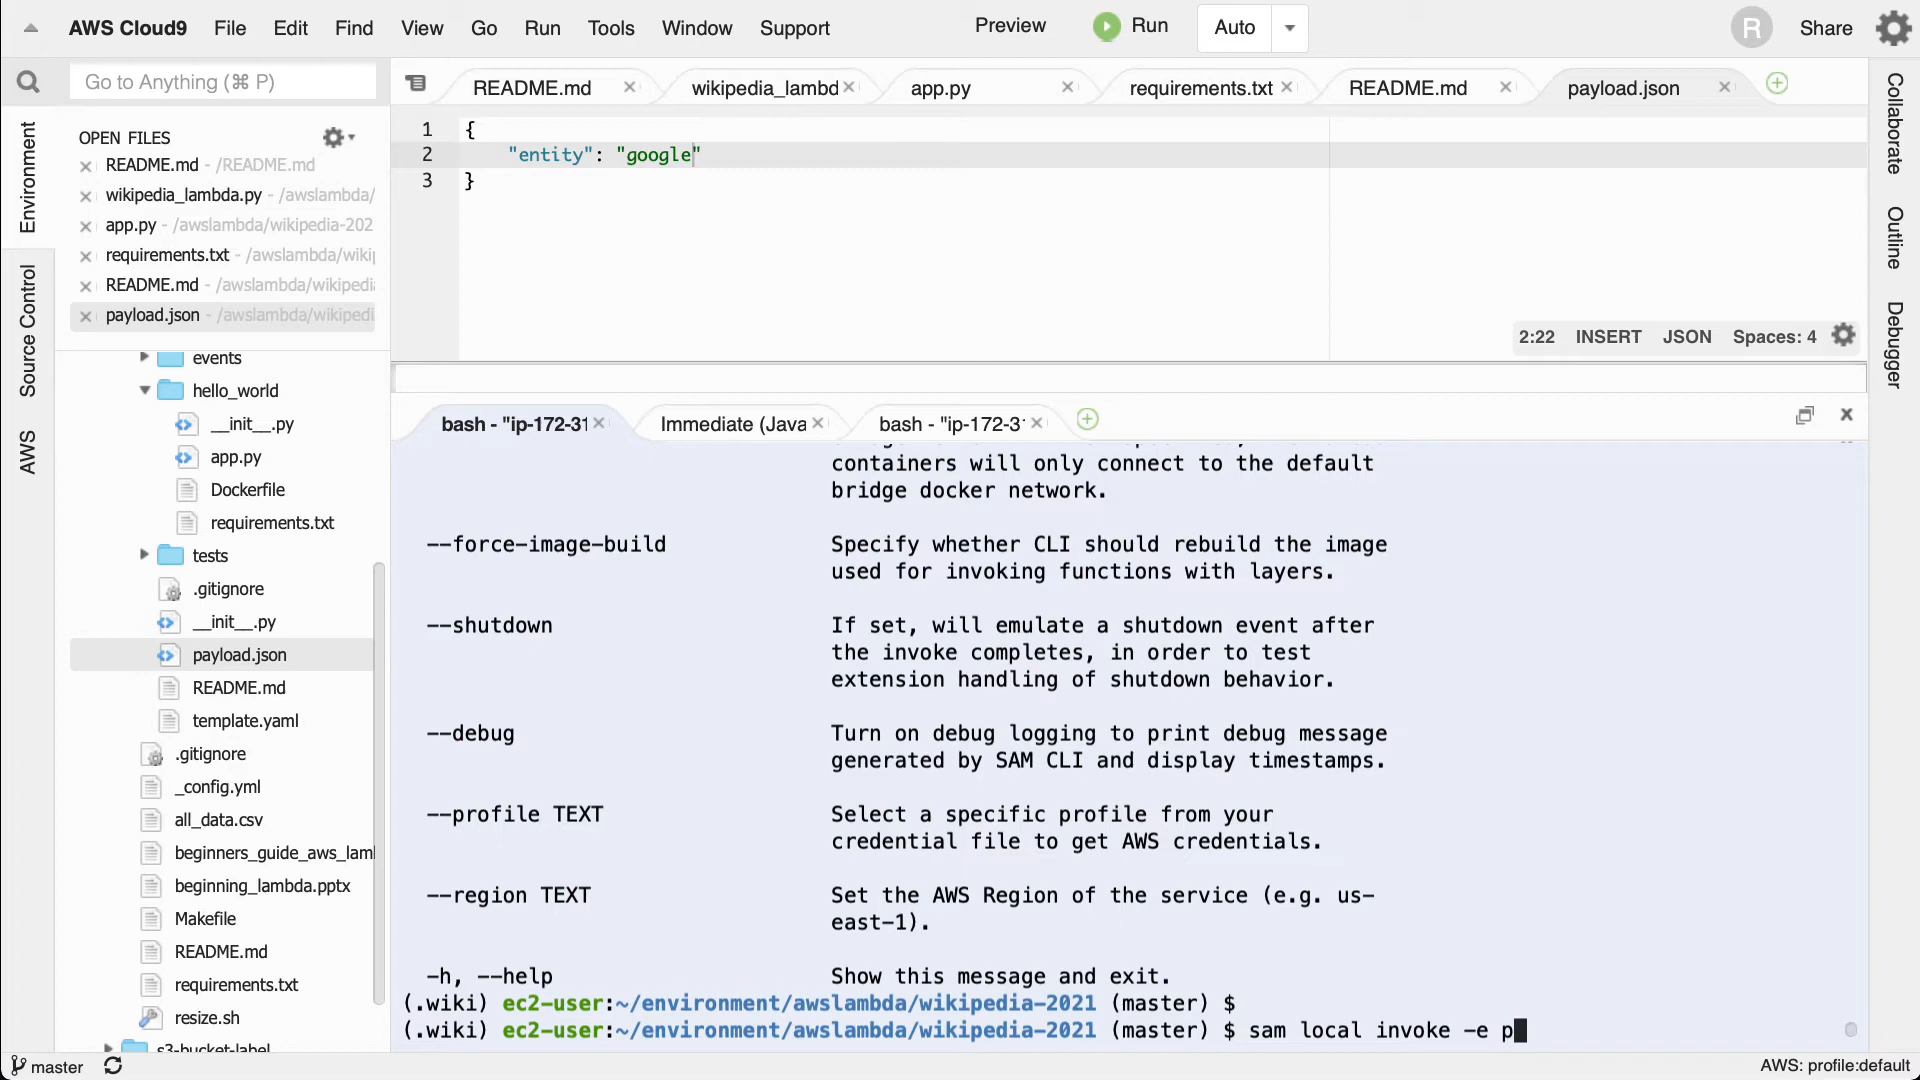 AWS Cloud9 File Edit Find View Go Run Tools Window Support Preview Run Auto R Share
Go to Anything (⌘ P)
README.md wikipedia_lambd app.py requirements.txt README.md payload.json
OPEN FILES
README.md - /README.md
wikipedia_lambda.py - /awslambda/
app.py - /awslambda/wikipedia-202
requirements.txt - /awslambda/wiki
README.md - /awslambda/wikipedi
payload.json - /awslambda/wikipedi
Environment
Source Control
AWS
1 {
2 "entity": "google"
3 }
2:22 INSERT JSON Spaces: 4
Collaborate
Outline
Debugger
events
hello_world
__init__.py
app.py
Dockerfile
requirements.txt
tests
.gitignore
__init__.py
payload.json
README.md
template.yaml
.gitignore
_config.yml
all_data.csv
beginners_guide_aws_lam
beginning_lambda.pptx
Makefile
README.md
requirements.txt
resize.sh
s3-bucket-label
bash - "ip-172-31 Immediate (Java bash - "ip-172-3
containers will only connect to the default
bridge docker network.
--force-image-build Specify whether CLI should rebuild the image
used for invoking functions with layers.
--shutdown If set, will emulate a shutdown event after
the invoke completes, in order to test
extension handling of shutdown behavior.
--debug Turn on debug logging to print debug message
generated by SAM CLI and display timestamps.
--profile TEXT Select a specific profile from your
credential file to get AWS credentials.
--region TEXT Set the AWS Region of the service (e.g. us-
east-1).
-h, --help Show this message and exit.
(.wiki) ec2-user:~/environment/awslambda/wikipedia-2021 (master) $
(.wiki) ec2-user:~/environment/awslambda/wikipedia-2021 (master) $ sam local invoke -e p
master AWS: profile:default